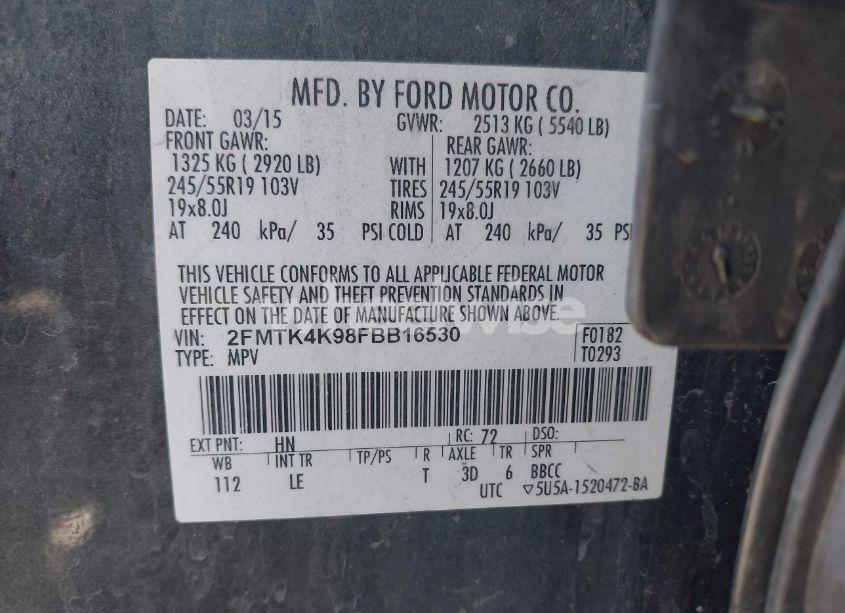 MFD. BY FORD MOTOR CO.
DATE: 03/15 GVWR: 2513 KG ( 5540 LB)
FRONT GAWR: REAR GAWR:
1325 KG ( 2920 LB) WITH 1207 KG ( 2660 LB)
245/55R19 103V TIRES 245/55R19 103V
19x8.0J RIMS 19x8.0J
AT 240 kPa/ 35 PSI COLD AT 240 kPa/ 35 PSI
THIS VEHICLE CONFORMS TO ALL APPLICABLE FEDERAL MOTOR
VEHICLE SAFETY AND THEFT PREVENTION STANDARDS IN
EFFECT ON THE DATE OF MANUFACTURE SHOWN ABOVE.
VIN: 2FMTK4K98FBB16530 F0182
TYPE: MPV T0293
EXT PNT: HN RC: 72 DSO:
WB INT TR TP/PS R AXLE TR SPR
112 LE T 3D 6 BBCC
UTC ▽5U5A-1520472-BA